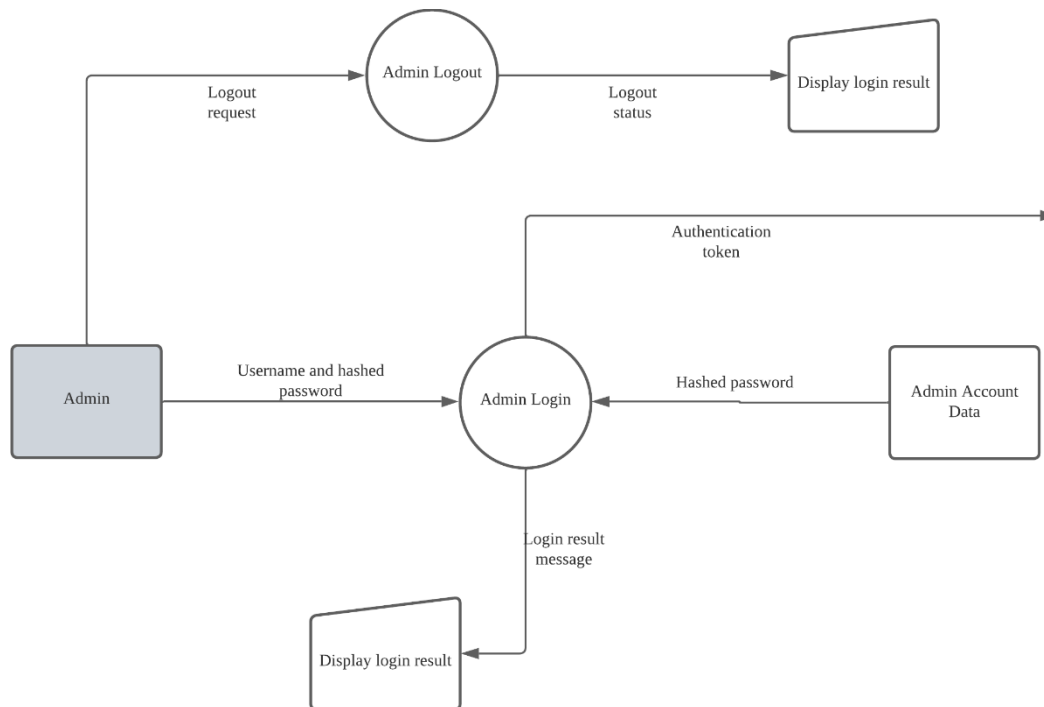 Admin Logout
Display login result
Logout
request
Logout
status
Authentication
token
Username and hashed
password
Hashed password
Admin
Admin Login
Admin Account
Data
Login result
message
Display login result